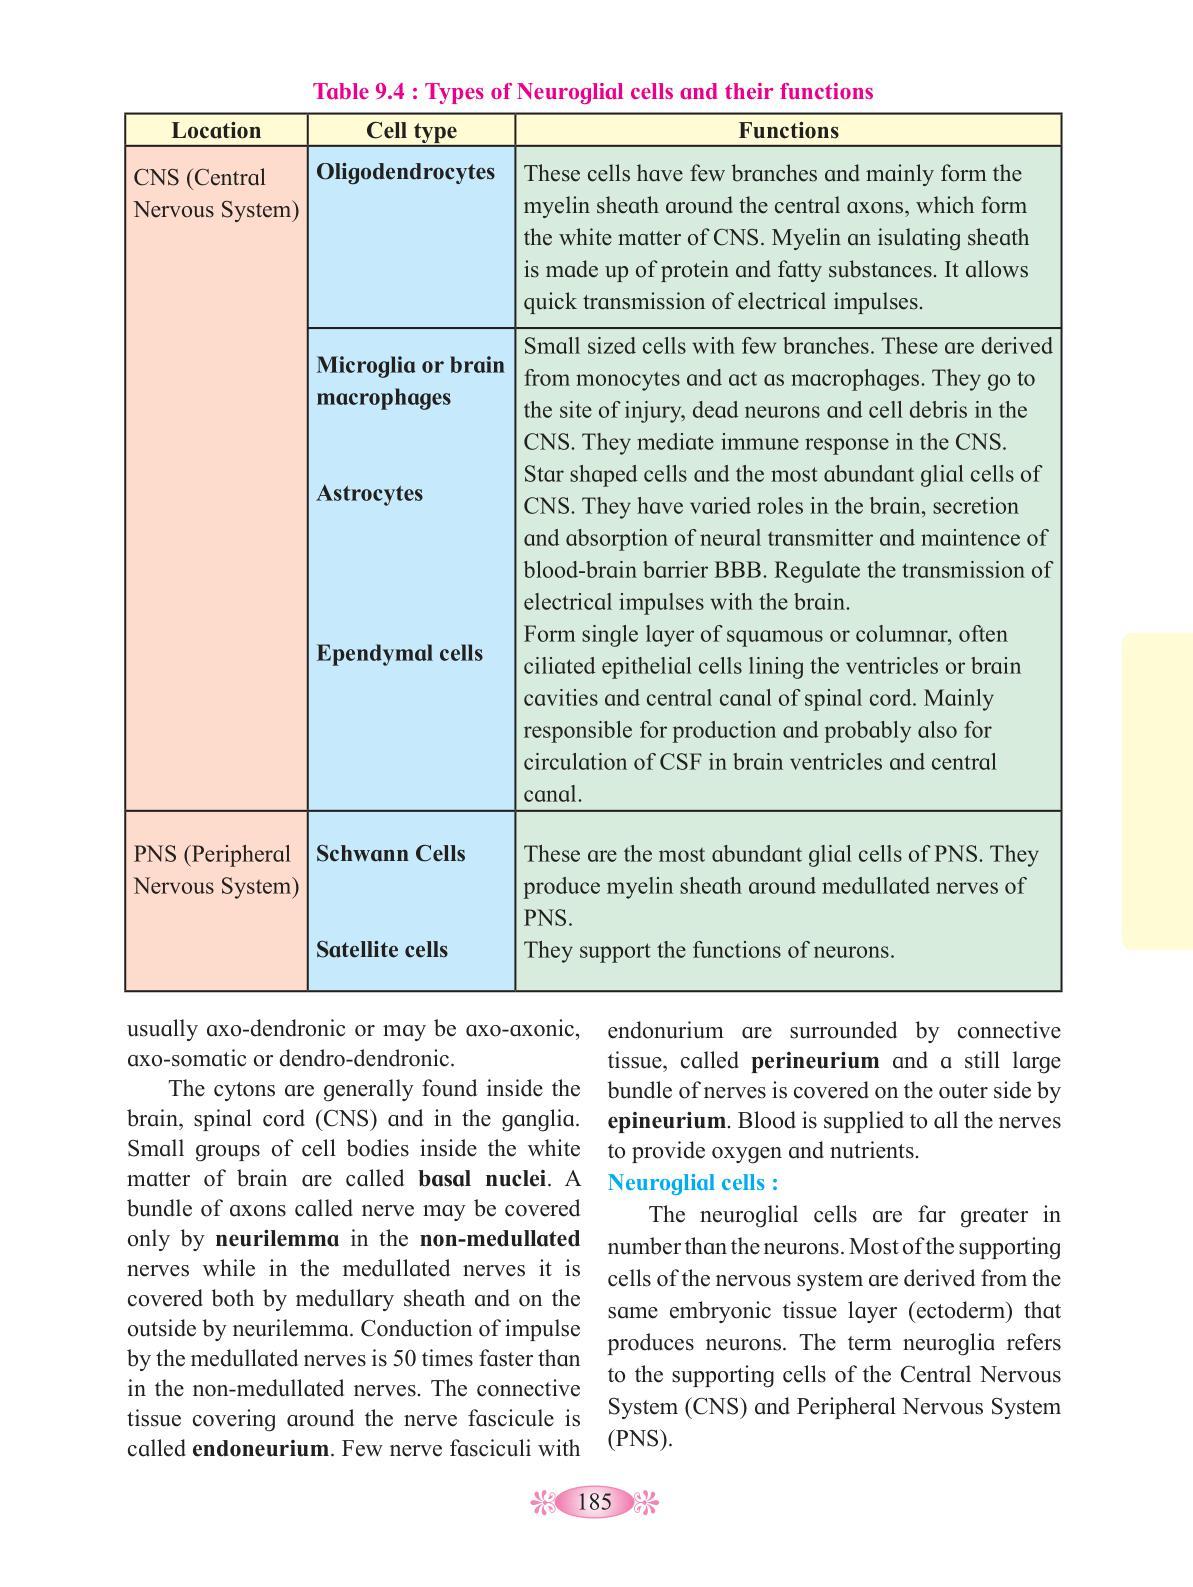 Table 9.4 : Types of Neuroglial cells and their functions
Location Cell type Functions
CNS (Central
Nervous System)
Oligodendrocytes
These cells have few branches and mainly form the
myelin sheath around the central axons, which form
the white matter of CNS. Myelin an isulating sheath
is made up of protein and fatty substances. It allows
quick transmission of electrical impulses.
Microglia or brain
macrophages
Small sized cells with few branches. These are derived
from monocytes and act as macrophages. They go to
the site of injury, dead neurons and cell debris in the
CNS. They mediate immune response in the CNS.
Astrocytes
Star shaped cells and the most abundant glial cells of
CNS. They have varied roles in the brain, secretion
and absorption of neural transmitter and maintence of
blood-brain barrier BBB. Regulate the transmission of
electrical impulses with the brain.
Ependymal cells
Form single layer of squamous or columnar, often
ciliated epithelial cells lining the ventricles or brain
cavities and central canal of spinal cord. Mainly
responsible for production and probably also for
circulation of CSF in brain ventricles and central
canal.
PNS (Peripheral
Nervous System)
Schwann Cells
These are the most abundant glial cells of PNS. They
produce myelin sheath around medullated nerves of
PNS.
Satellite cells
They support the functions of neurons.
usually axo-dendronic or may be axo-axonic,
axo-somatic or dendro-dendronic.
The cytons are generally found inside the
brain, spinal cord (CNS) and in the ganglia.
Small groups of cell bodies inside the white
matter of brain are called basal nuclei. A
bundle of axons called nerve may be covered
only by neurilemma in the non-medullated
nerves while in the medullated nerves it is
covered both by medullary sheath and on the
outside by neurilemma. Conduction of impulse
by the medullated nerves is 50 times faster than
in the non-medullated nerves. The connective
tissue covering around the nerve fascicule is
called endoneurium. Few nerve fasciculi with
endonurium are surrounded by connective
tissue, called perineurium and a still large
bundle of nerves is covered on the outer side by
epineurium. Blood is supplied to all the nerves
to provide oxygen and nutrients.
Neuroglial cells :
The neuroglial cells are far greater in
number than the neurons. Most of the supporting
cells of the nervous system are derived from the
same embryonic tissue layer (ectoderm) that
produces neurons. The term neuroglia refers
to the supporting cells of the Central Nervous
System (CNS) and Peripheral Nervous System
(PNS).
185